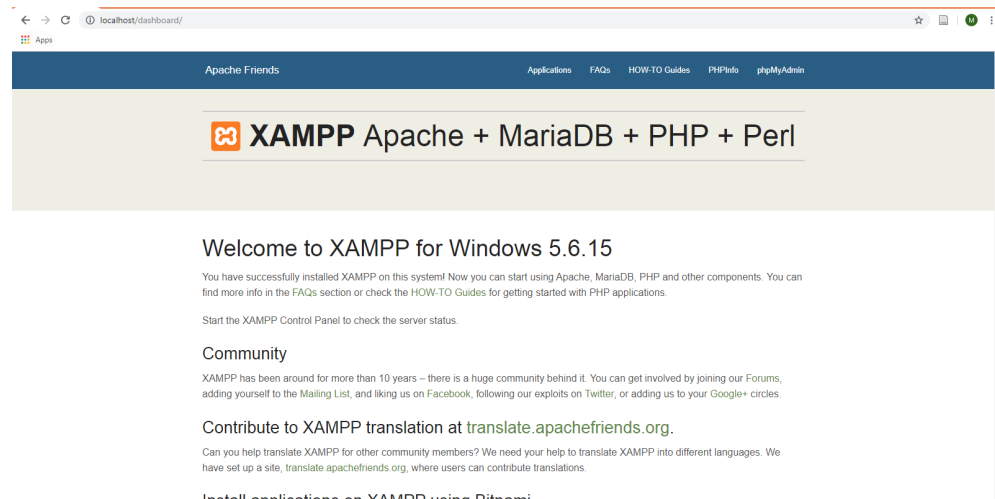 localhost/dashboard/
M
Apps
Apache Friends
Applications FAQs HOW-TO Guides PHPInfo phpMyAdmin
XAMPP Apache + MariaDB + PHP + Perl
Welcome to XAMPP for Windows 5.6.15
You have successfully installed XAMPP on this system! Now you can start using Apache, MariaDB, PHP and other components. You can
find more info in the FAQs section or check the HOW-TO Guides for getting started with PHP applications.
Start the XAMPP Control Panel to check the server status.
Community
XAMPP has been around for more than 10 years – there is a huge community behind it. You can get involved by joining our Forums,
adding yourself to the Mailing List, and liking us on Facebook, following our exploits on Twitter, or adding us to your Google+ circles.
Contribute to XAMPP translation at translate.apachefriends.org.
Can you help translate XAMPP for other community members? We need your help to translate XAMPP into different languages. We
have set up a site, translate.apachefriends.org, where users can contribute translations.
Install applications on XAMPP using Bitnami